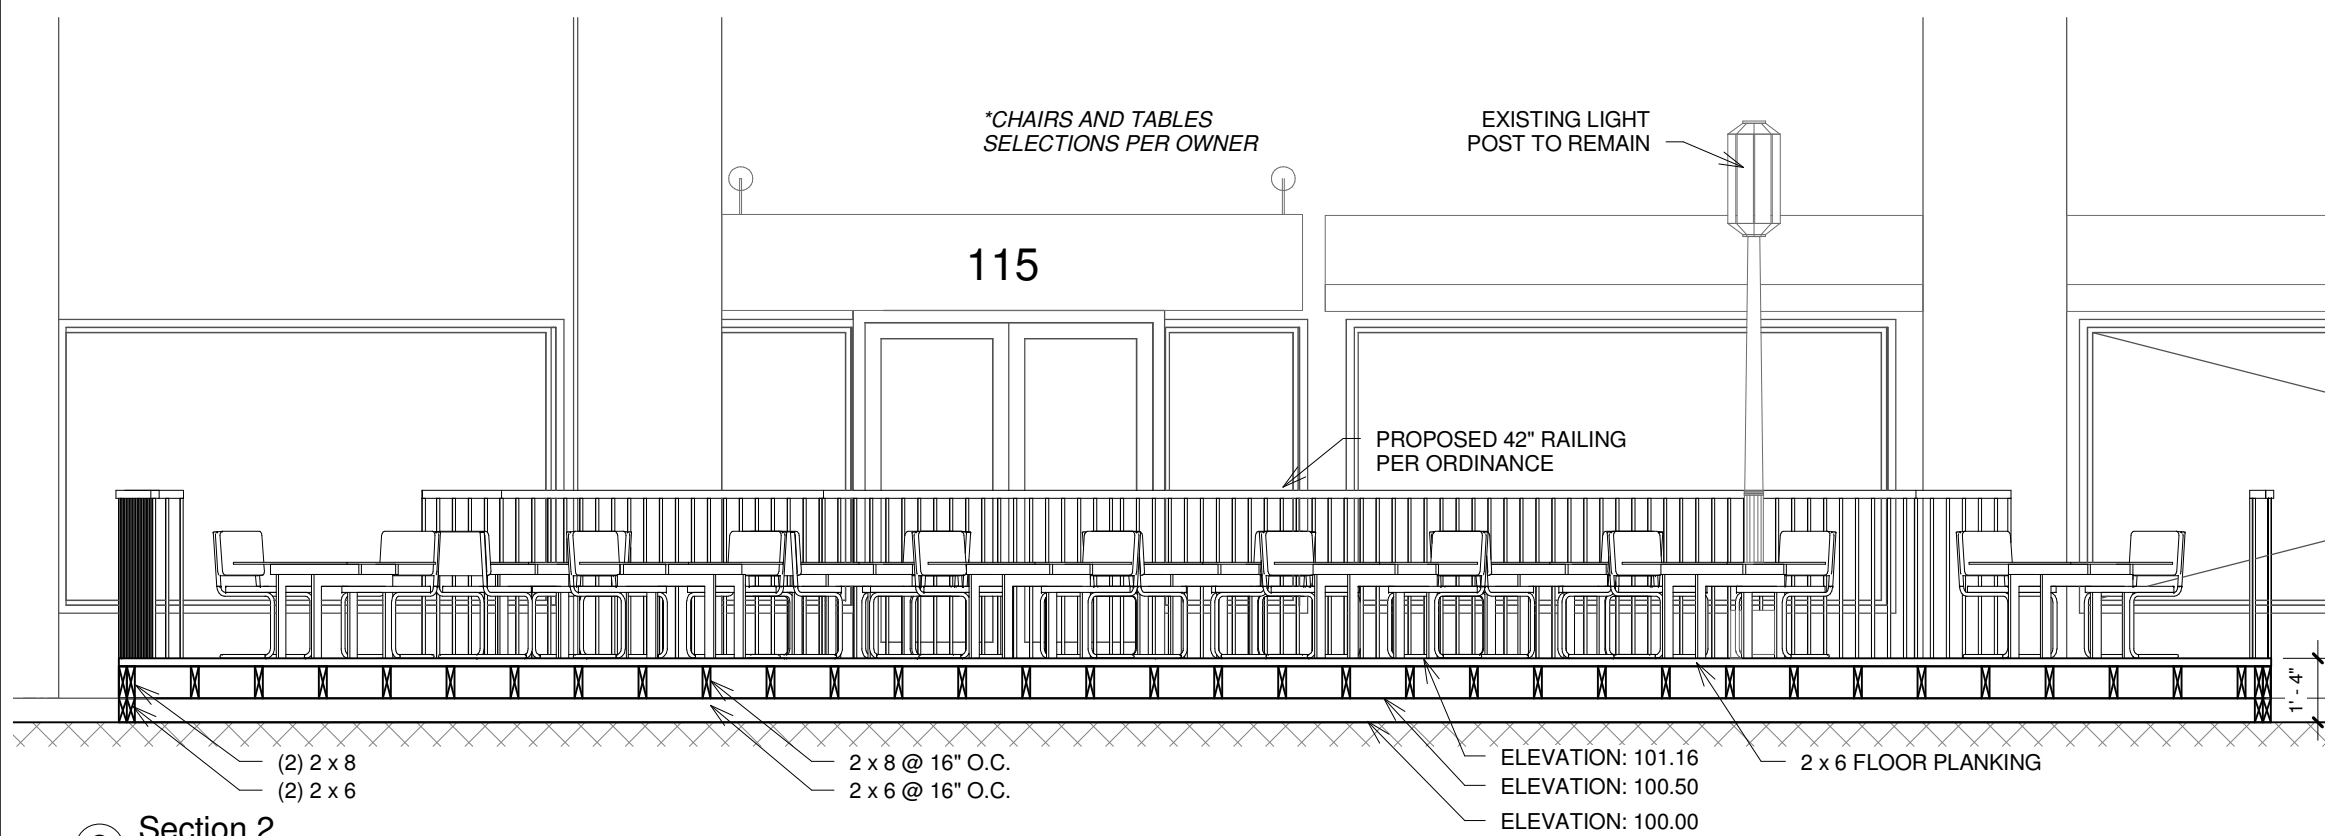 *CHAIRS AND TABLES
SELECTIONS PER OWNER
EXISTING LIGHT
POST TO REMAIN
115
PROPOSED 42" RAILING
PER ORDINANCE
1' - 4"
(2) 2 x 8
(2) 2 x 6
2 x 8 @ 16" O.C.
2 x 6 @ 16" O.C.
ELEVATION: 101.16
ELEVATION: 100.50
ELEVATION: 100.00
2 x 6 FLOOR PLANKING
Section 2